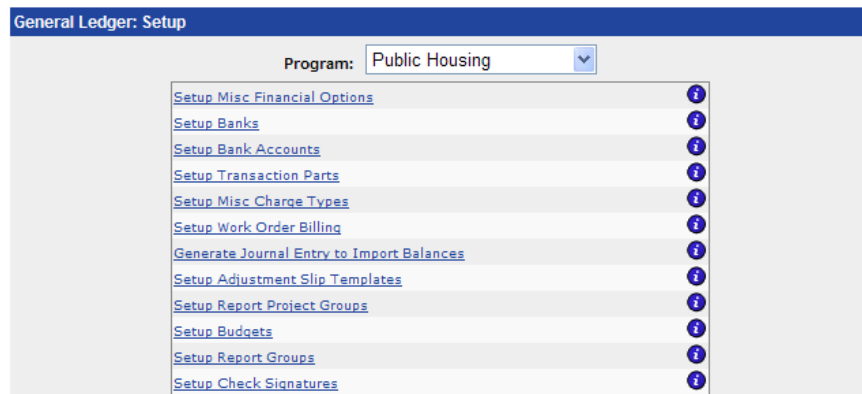 General Ledger: Setup
Program: Public Housing
Setup Misc Financial Options
Setup Banks
Setup Bank Accounts
Setup Transaction Parts
Setup Misc Charge Types
Setup Work Order Billing
Generate Journal Entry to Import Balances
Setup Adjustment Slip Templates
Setup Report Project Groups
Setup Budgets
Setup Report Groups
Setup Check Signatures